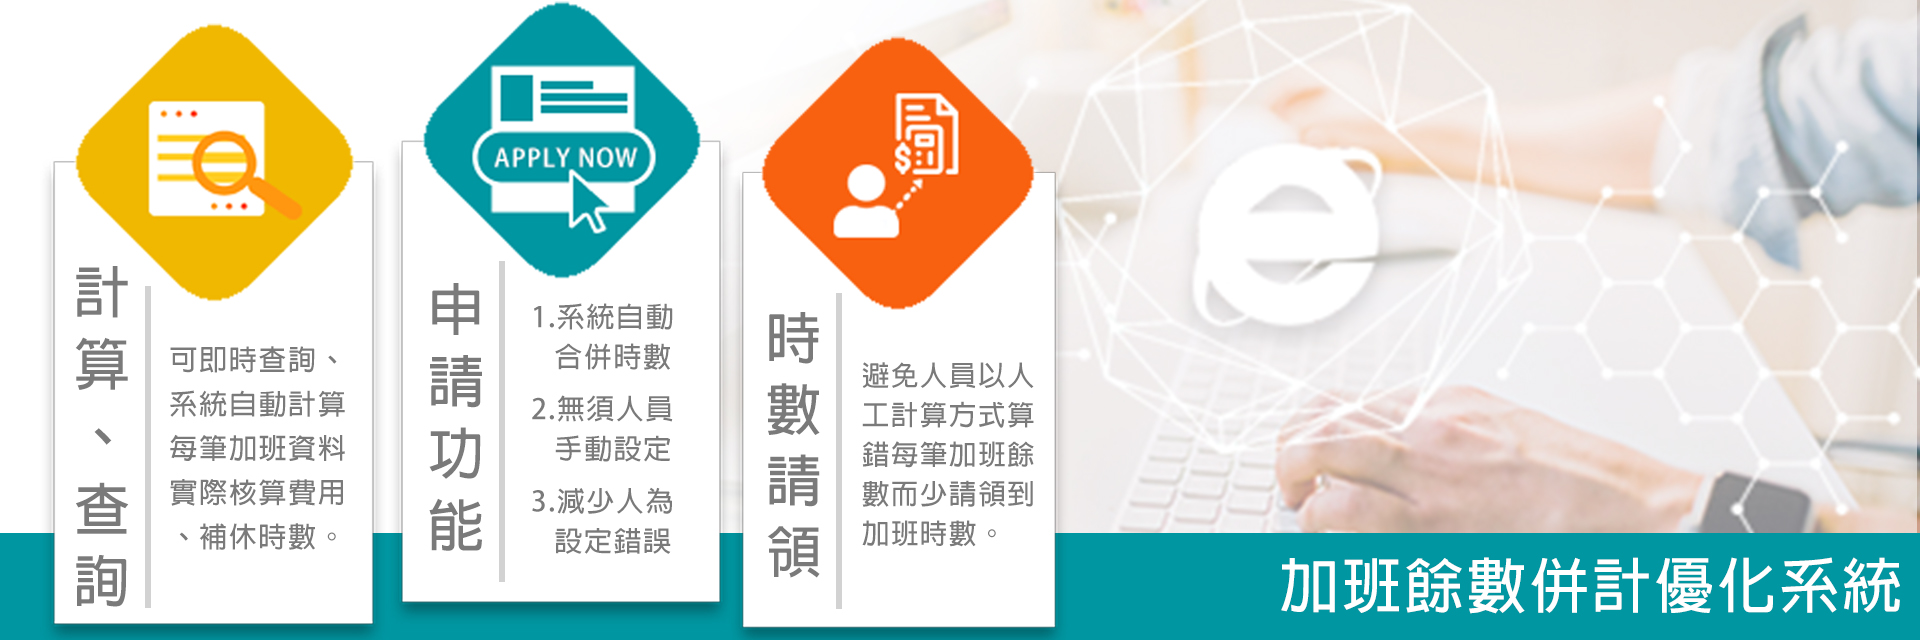 計算、查詢
可即時查詢、
系統自動計算
每筆加班資料
實際核算費用
、補休時數。
APPLY NOW
申請功能
1.系統自動
合併時數
2.無須人員
手動設定
3.減少人為
設定錯誤
$
時數請領
避免人員以人
工計算方式算
錯每筆加班餘
數而少請領到
加班時數。
加班餘數併計優化系統